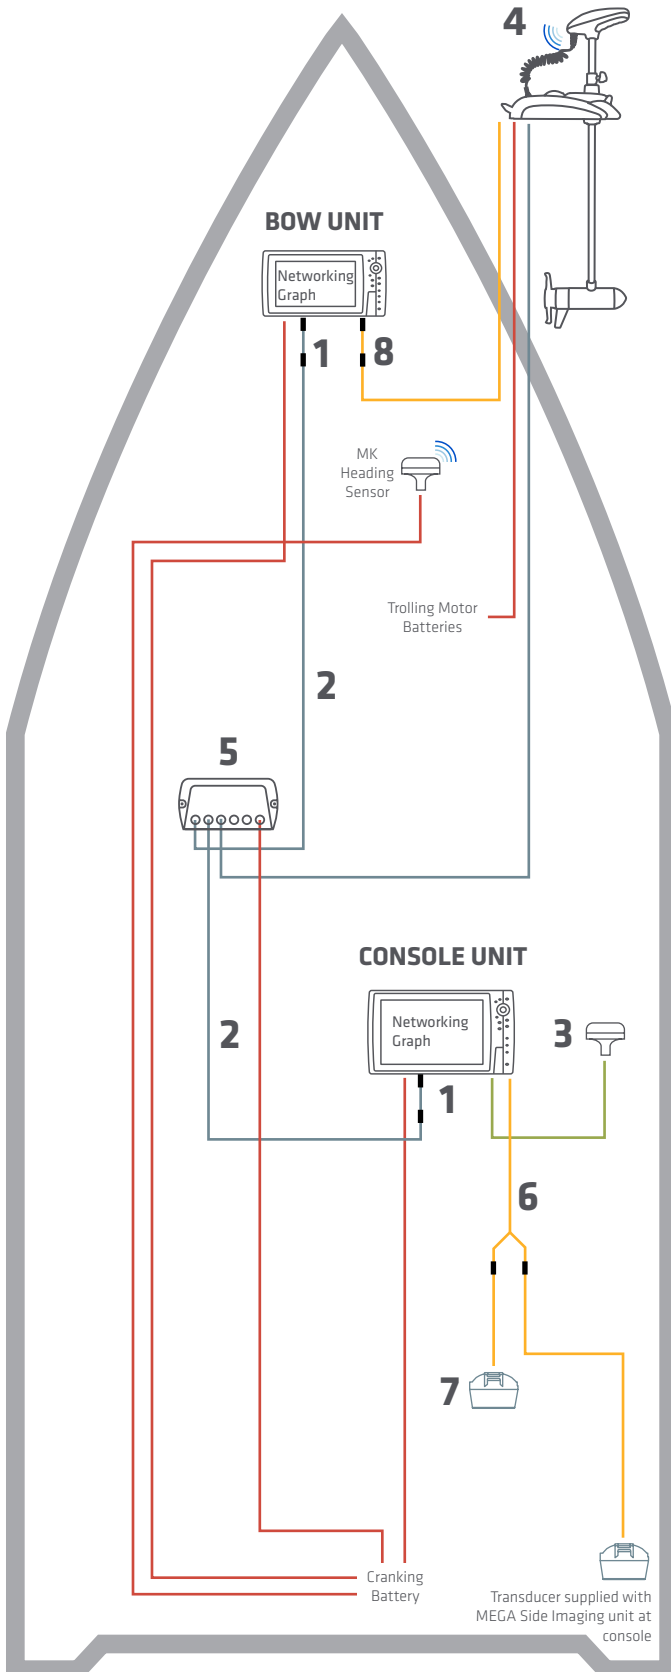 4
BOW UNIT
Networking
Graph
1
8
MK
Heading
Sensor
Trolling Motor
Batteries
2
5
CONSOLE UNIT
Networking
Graph
2
3
1
6
7
Cranking
Battery
Transducer supplied with
MEGA Side Imaging unit at
console